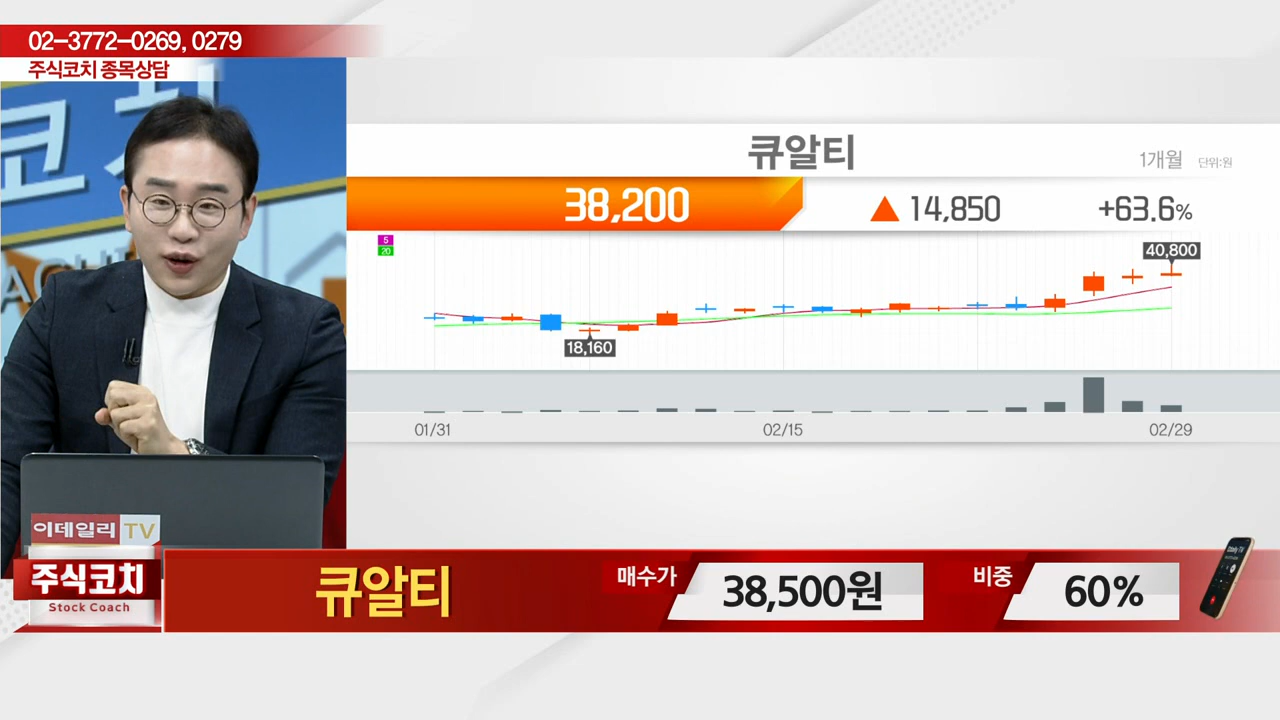 02-3772-0269, 0279
주식코치 종목상담
코치
큐알티
1개월 단위:원
38,200 ▲ 14,850 +63.6%
5
20
40,800
18,160
01/31 02/15 02/29
이데일리 TV
주식코치
Stock Coach
큐알티 매수가 38,500원 비중 60%